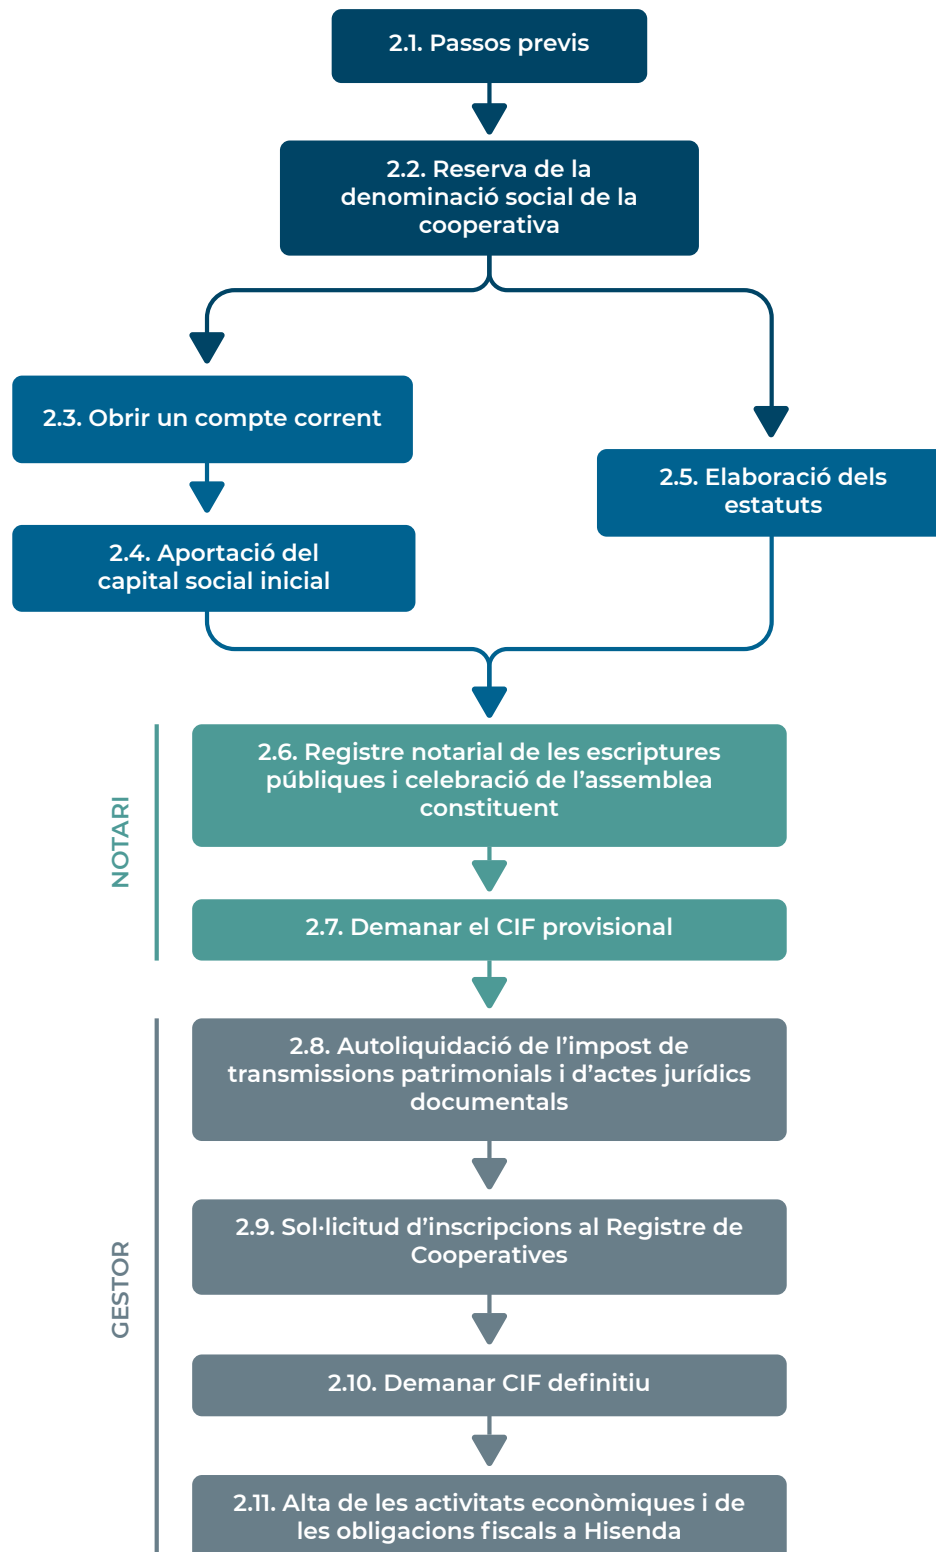 2.1. Passos previs
2.2. Reserva de la
denominació social de la
cooperativa
2.3. Obrir un compte corrent
2.4. Aportació del
capital social inicial
2.5. Elaboració dels
estatuts
NOTARI
2.6. Registre notarial de les escriptures
públiques i celebració de l’assemblea
constituent
2.7. Demanar el CIF provisional
GESTOR
2.8. Autoliquidació de l’impost de
transmissions patrimonials i d’actes jurídics
documentals
2.9. Sol·licitud d’inscripcions al Registre de
Cooperatives
2.10. Demanar CIF definitiu
2.11. Alta de les activitats econòmiques i de
les obligacions fiscals a Hisenda